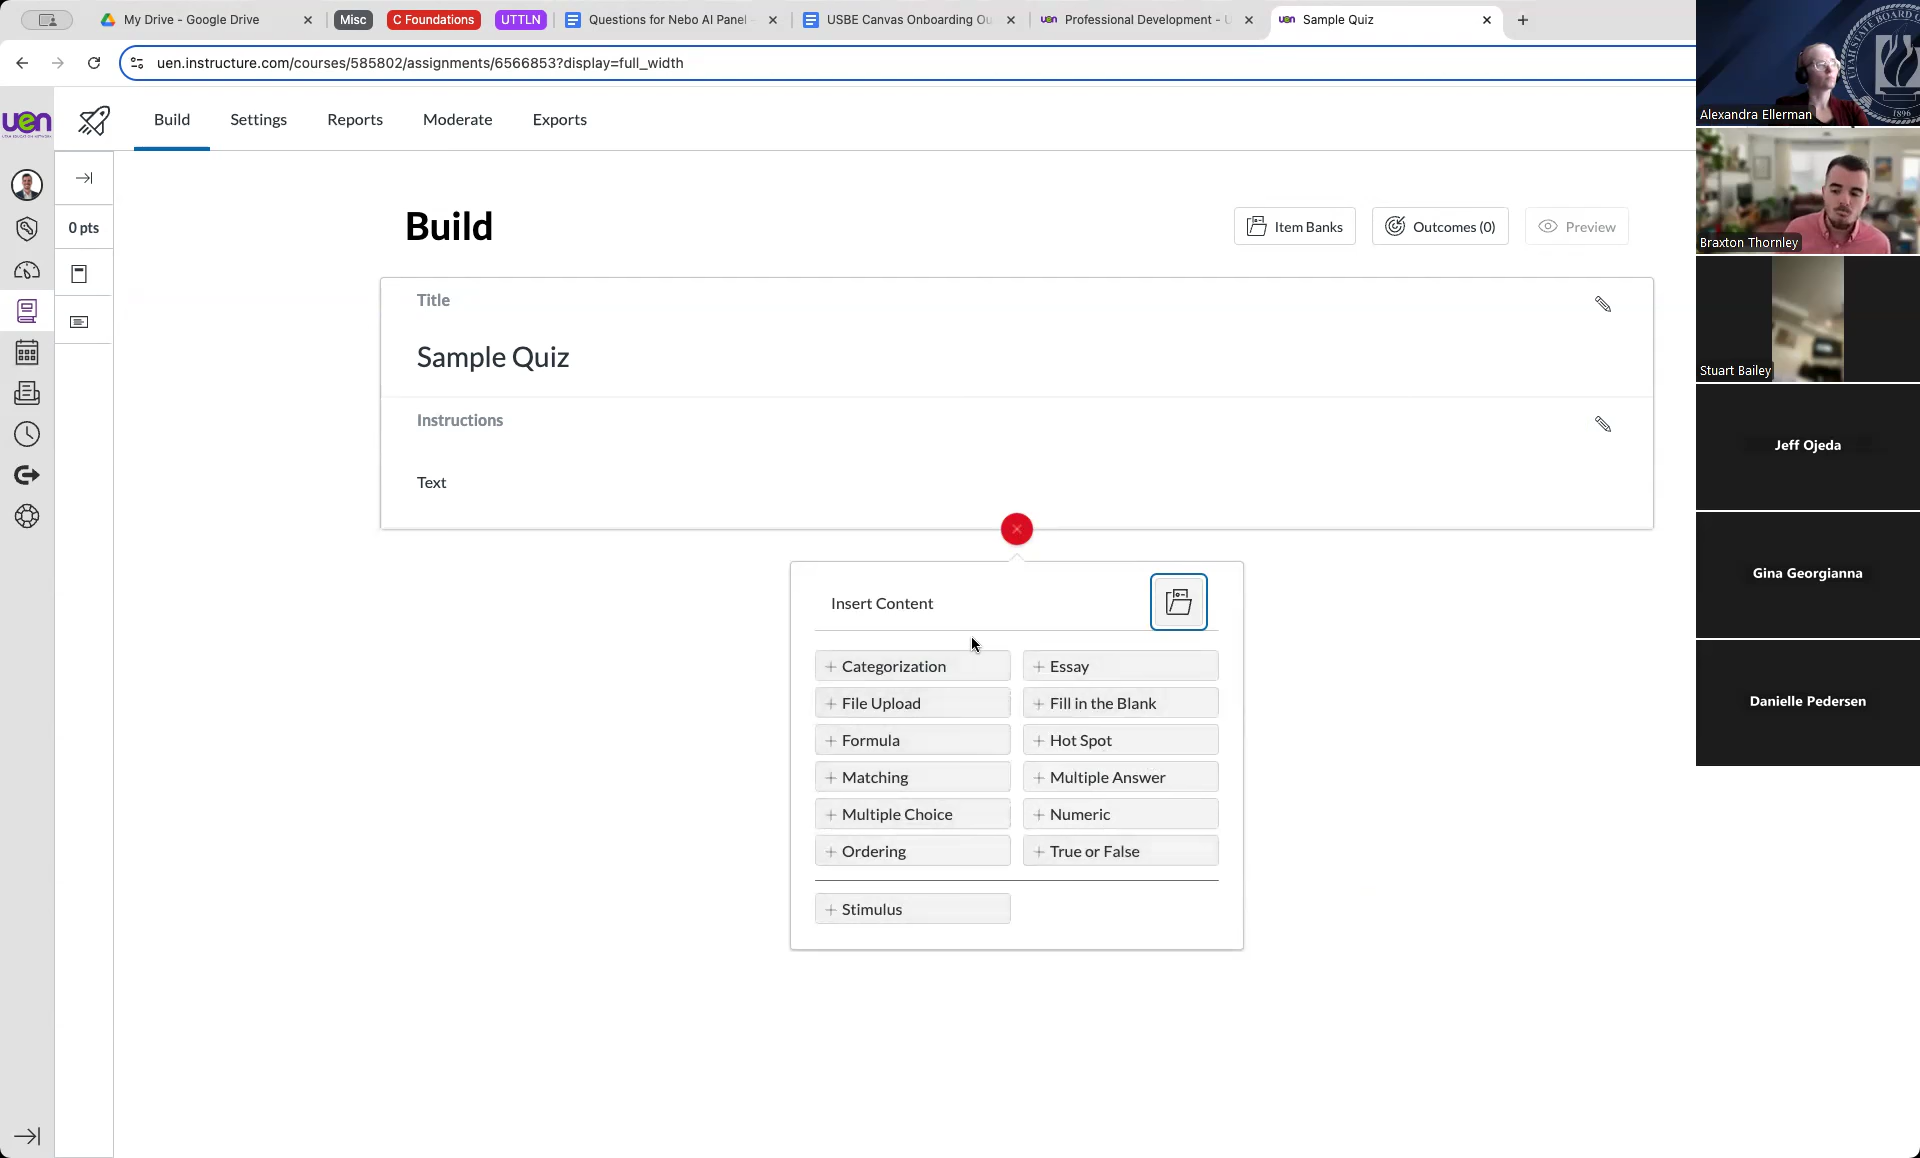 My Drive - Google Drive
Misc
C Foundations
UTTLN
Questions for Nebo AI Panel
USBE Canvas Onboarding Ou
Professional Development - U
Sample Quiz
uen.instructure.com/courses/585802/assignments/6566853?display=full_width
uen
Build
Settings
Reports
Moderate
Exports
0 pts
Build
Item Banks
Outcomes (0)
Preview
Title
Sample Quiz
Instructions
Text
Insert Content
+ Categorization
+ Essay
+ File Upload
+ Fill in the Blank
+ Formula
+ Hot Spot
+ Matching
+ Multiple Answer
+ Multiple Choice
+ Numeric
+ Ordering
+ True or False
+ Stimulus
UTAH STATE BOARD O
1896
Alexandra Ellerman
Braxton Thornley
Stuart Bailey
Jeff Ojeda
Gina Georgianna
Danielle Pedersen